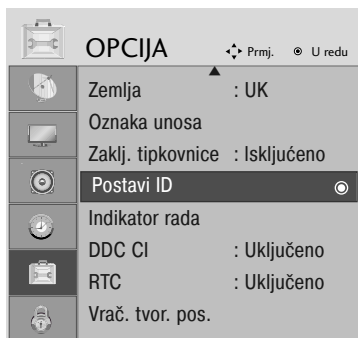 OPCIJA Prmj. U redu
Zemlja : UK
Oznaka unosa
Zaklj. tipkovnice : Iskljućeno
Postavi ID
Indikator rada
DDC CI : Uključeno
RTC : Uključeno
Vrač. tvor. pos.